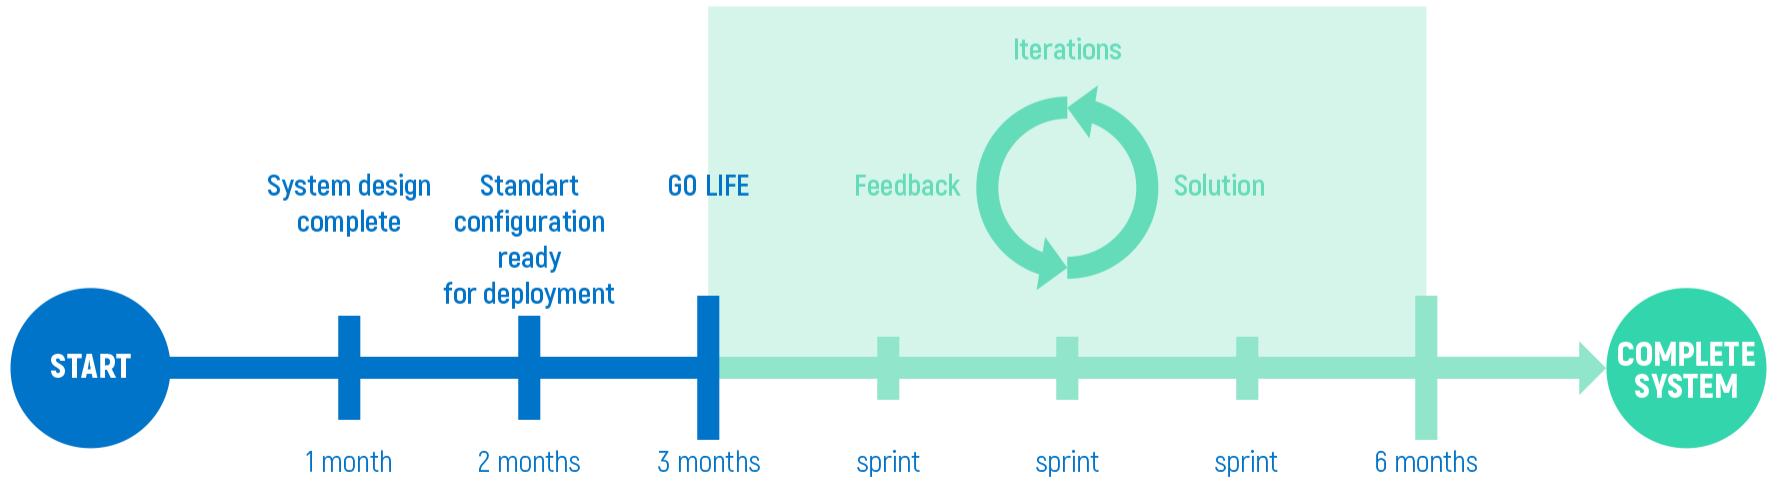 Iterations
System design
complete
Standart
configuration
ready
for deployment
GO LIFE
Feedback
Solution
START
COMPLETE
SYSTEM
1 month
2 months
3 months
sprint
sprint
sprint
6 months